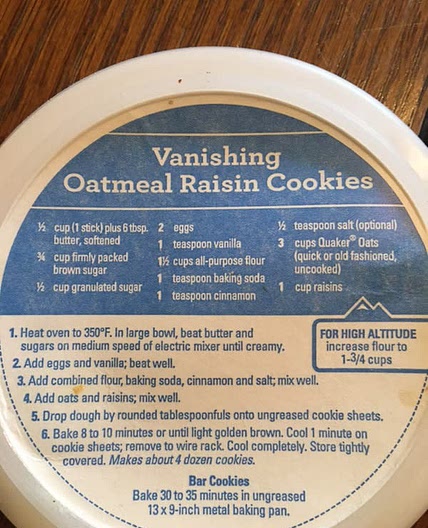 Vanishing
Oatmeal Raisin Cookies
½ cup (1 stick) plus 6 tbsp.
butter, softened
¾ cup firmly packed
brown sugar
½ cup granulated sugar
2 eggs
1 teaspoon vanilla
1½ cups all-purpose flour
1 teaspoon baking soda
1 teaspoon cinnamon
½ teaspoon salt (optional)
3 cups Quaker® Oats
(quick or old fashioned,
uncooked)
1 cup raisins
1. Heat oven to 350°F. In large bowl, beat butter and
sugars on medium speed of electric mixer until creamy.
2. Add eggs and vanilla; beat well.
3. Add combined flour, baking soda, cinnamon and salt; mix well.
4. Add oats and raisins; mix well.
5. Drop dough by rounded tablespoonfuls onto ungreased cookie sheets.
6. Bake 8 to 10 minutes or until light golden brown. Cool 1 minute on
cookie sheets; remove to wire rack. Cool completely. Store tightly
covered. Makes about 4 dozen cookies.
FOR HIGH ALTITUDE
increase flour to
1-3/4 cups
Bar Cookies
Bake 30 to 35 minutes in ungreased
13 x 9-inch metal baking pan.